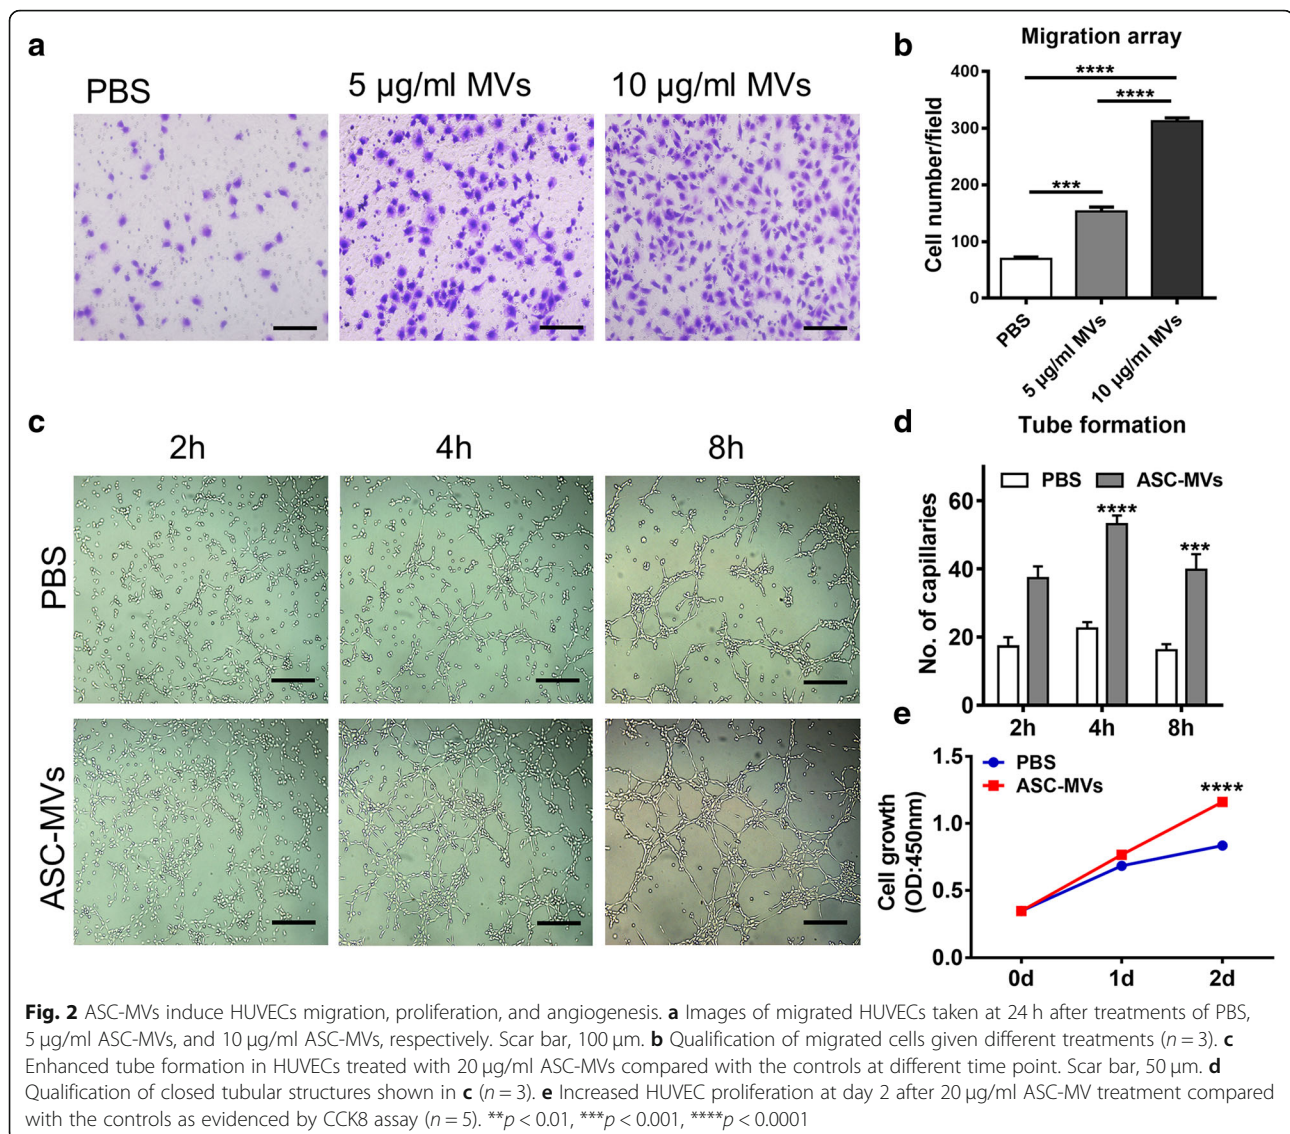 a
PBS
5 µg/ml MVs
10 µg/ml MVs
b
Migration array
Cell number/field
400
300
200
100
0
****
****
***
PBS
5 µg/ml MVs
10 µg/ml MVs
c
2h
4h
8h
PBS
ASC-MVs
d
Tube formation
PBS
ASC-MVs
No. of capillaries
60
40
20
0
****
***
2h
4h
8h
e
PBS
ASC-MVs
Cell growth
(OD:450nm)
1.5
1.0
0.5
0.0
****
0d
1d
2d
Fig. 2 ASC-MVs induce HUVECs migration, proliferation, and angiogenesis. a Images of migrated HUVECs taken at 24 h after treatments of PBS,
5 µg/ml ASC-MVs, and 10 µg/ml ASC-MVs, respectively. Scar bar, 100 µm. b Qualification of migrated cells given different treatments (n = 3). c
Enhanced tube formation in HUVECs treated with 20 µg/ml ASC-MVs compared with the controls at different time point. Scar bar, 50 µm. d
Qualification of closed tubular structures shown in c (n = 3). e Increased HUVEC proliferation at day 2 after 20 µg/ml ASC-MV treatment compared
with the controls as evidenced by CCK8 assay (n = 5). **p < 0.01, ***p < 0.001, ****p < 0.0001